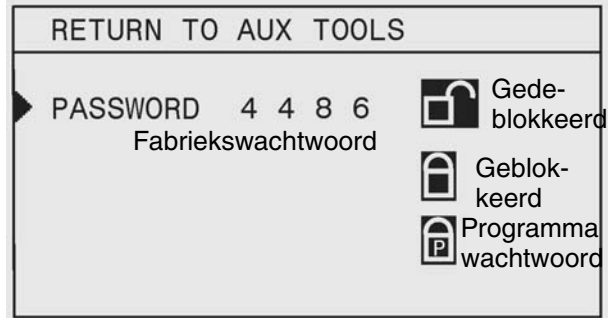 RETURN TO AUX TOOLS
PASSWORD 4 4 8 6
Fabriekswachtwoord
Gede-
blokkeerd
Geblok-
keerd
P
Programma
wachtwoord